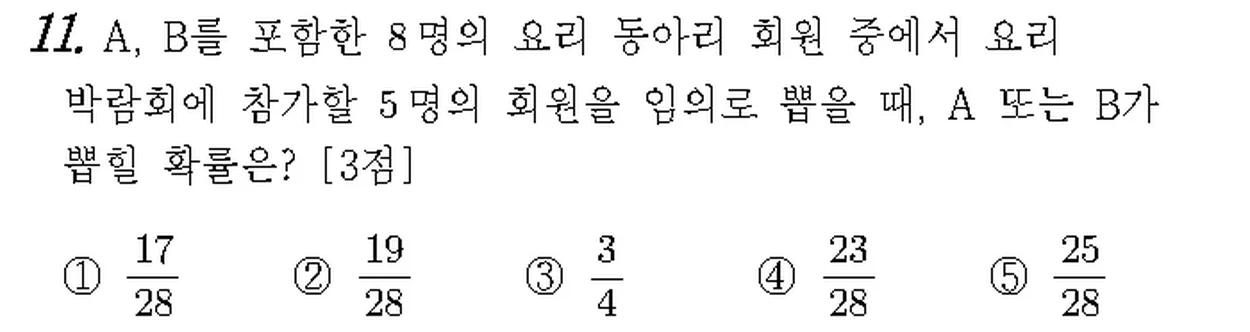 11. A, B를 포함한 8명의 요리 동아리 회원 중에서 요리
박람회에 참가할 5명의 회원을 임의로 뽑을 때, A 또는 B가
뽑힐 확률은? [3점]
① 17/28 ② 19/28 ③ 3/4 ④ 23/28 ⑤ 25/28